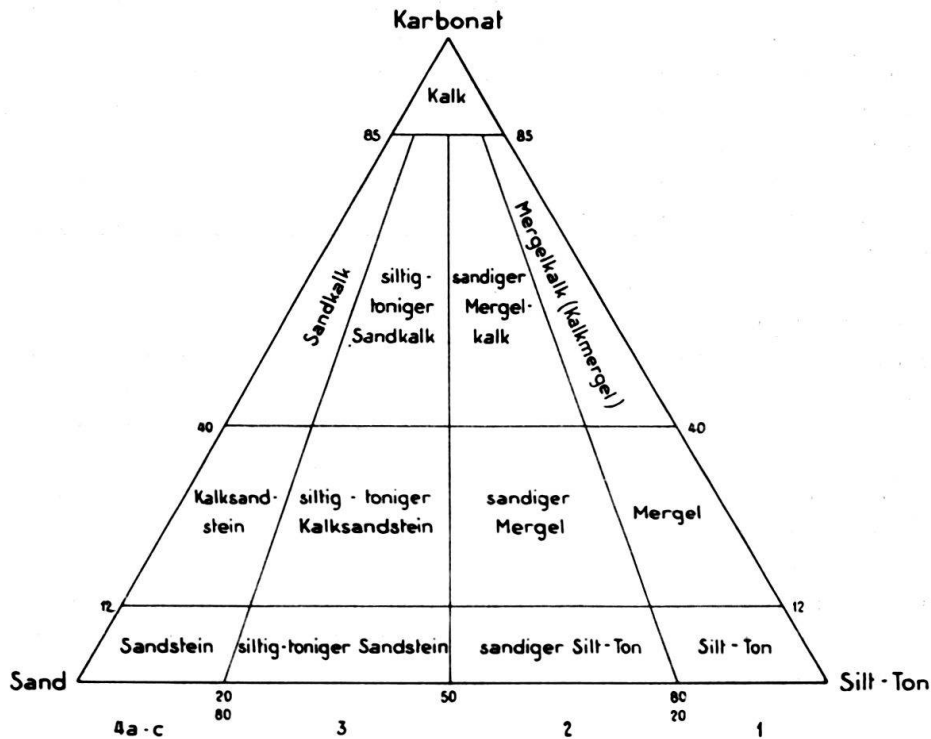 Karbonat
Kalk
85 85
Sandkalk
siltig-
toniger
Sandkalk
sandiger
Mergel-
kalk
Mergelkalk (Kalkmergel)
40 40
Kalksand-
stein
siltig - toniger
Kalksandstein
sandiger
Mergel
Mergel
12 12
Sandstein siltig-toniger Sandstein sandiger Silt-Ton Silt - Ton
Sand Silt - Ton
20 50 80
80 20
4a - c 3 2 1